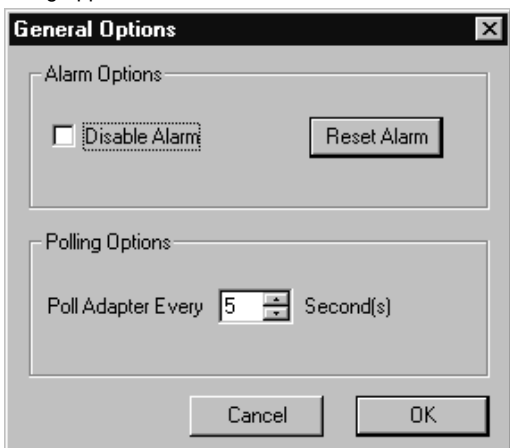 General Options
Alarm Options
Disable Alarm
Reset Alarm
Polling Options
Poll Adapter Every 5 Second(s)
Cancel
OK